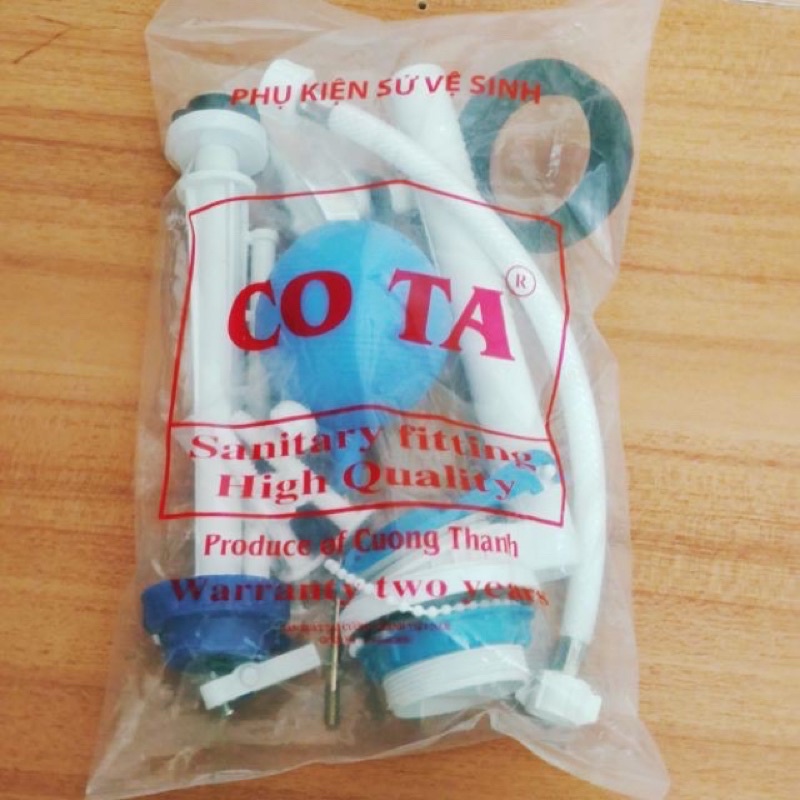 PHỤ KIỆN SỨ VỆ SINH
CO TA ®
Sanitary fitting
High Quality
Produce of Cuong Thanh
Warranty two years